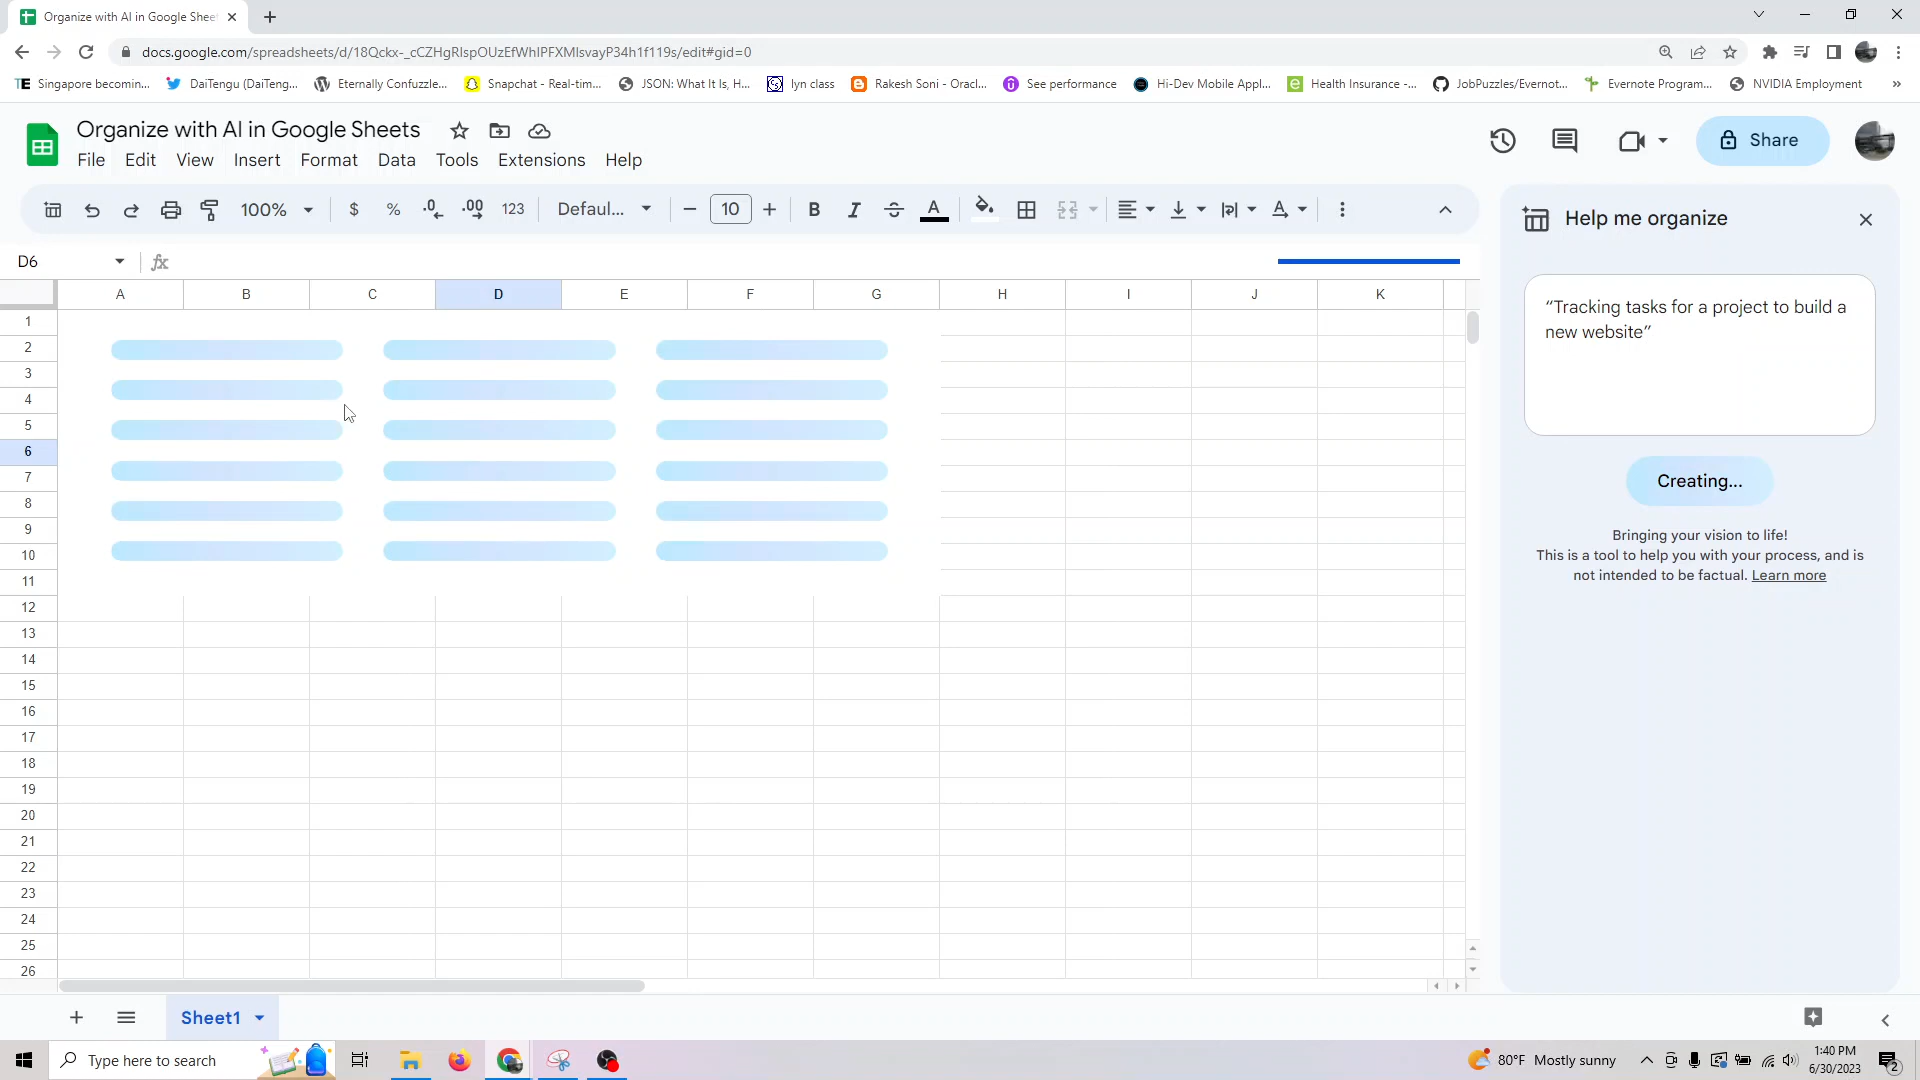 Organize with AI in Google Shee
docs.google.com/spreadsheets/d/18Qckx-_cCZHgRlspOUzEfWhIPFXMlsvayP34h1f119s/edit#gid=0
Singapore becomin... DaiTengu (DaiTeng... Eternally Confuzzle... Snapchat - Real-tim... JSON: What It Is, H... lyn class Rakesh Soni - Oracl... See performance Hi-Dev Mobile Appl... Health Insurance -... JobPuzzles/Evernot... Evernote Program... NVIDIA Employment »
Organize with AI in Google Sheets
File Edit View Insert Format Data Tools Extensions Help
Share
100% $ % .0 .00 123 Defaul... 10 B I S A
Help me organize
D6 fx
A B C D E F G H I J K
“Tracking tasks for a project to build a
new website”
Creating...
Bringing your vision to life!
This is a tool to help you with your process, and is
not intended to be factual. Learn more
1
2
3
4
5
6
7
8
9
10
11
12
13
14
15
16
17
18
19
20
21
22
23
24
25
26
Sheet1
Type here to search
80°F Mostly sunny
1:40 PM
6/30/2023
2